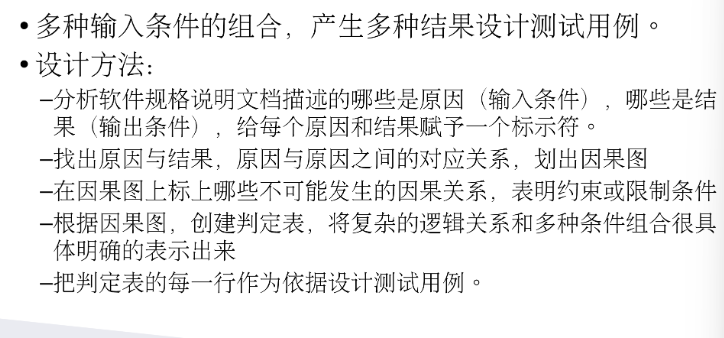 •多种输入条件的组合，产生多种结果设计测试用例。
•设计方法：
–分析软件规格说明文档描述的哪些是原因（输入条件），哪些是结
果（输出条件），给每个原因和结果赋予一个标示符。
–找出原因与结果，原因与原因之间的对应关系，划出因果图
–在因果图上标上哪些不可能发生的因果关系，表明约束或限制条件
–根据因果图，创建判定表，将复杂的逻辑关系和多种条件组合很具
体明确的表示出来
–把判定表的每一行作为依据设计测试用例。